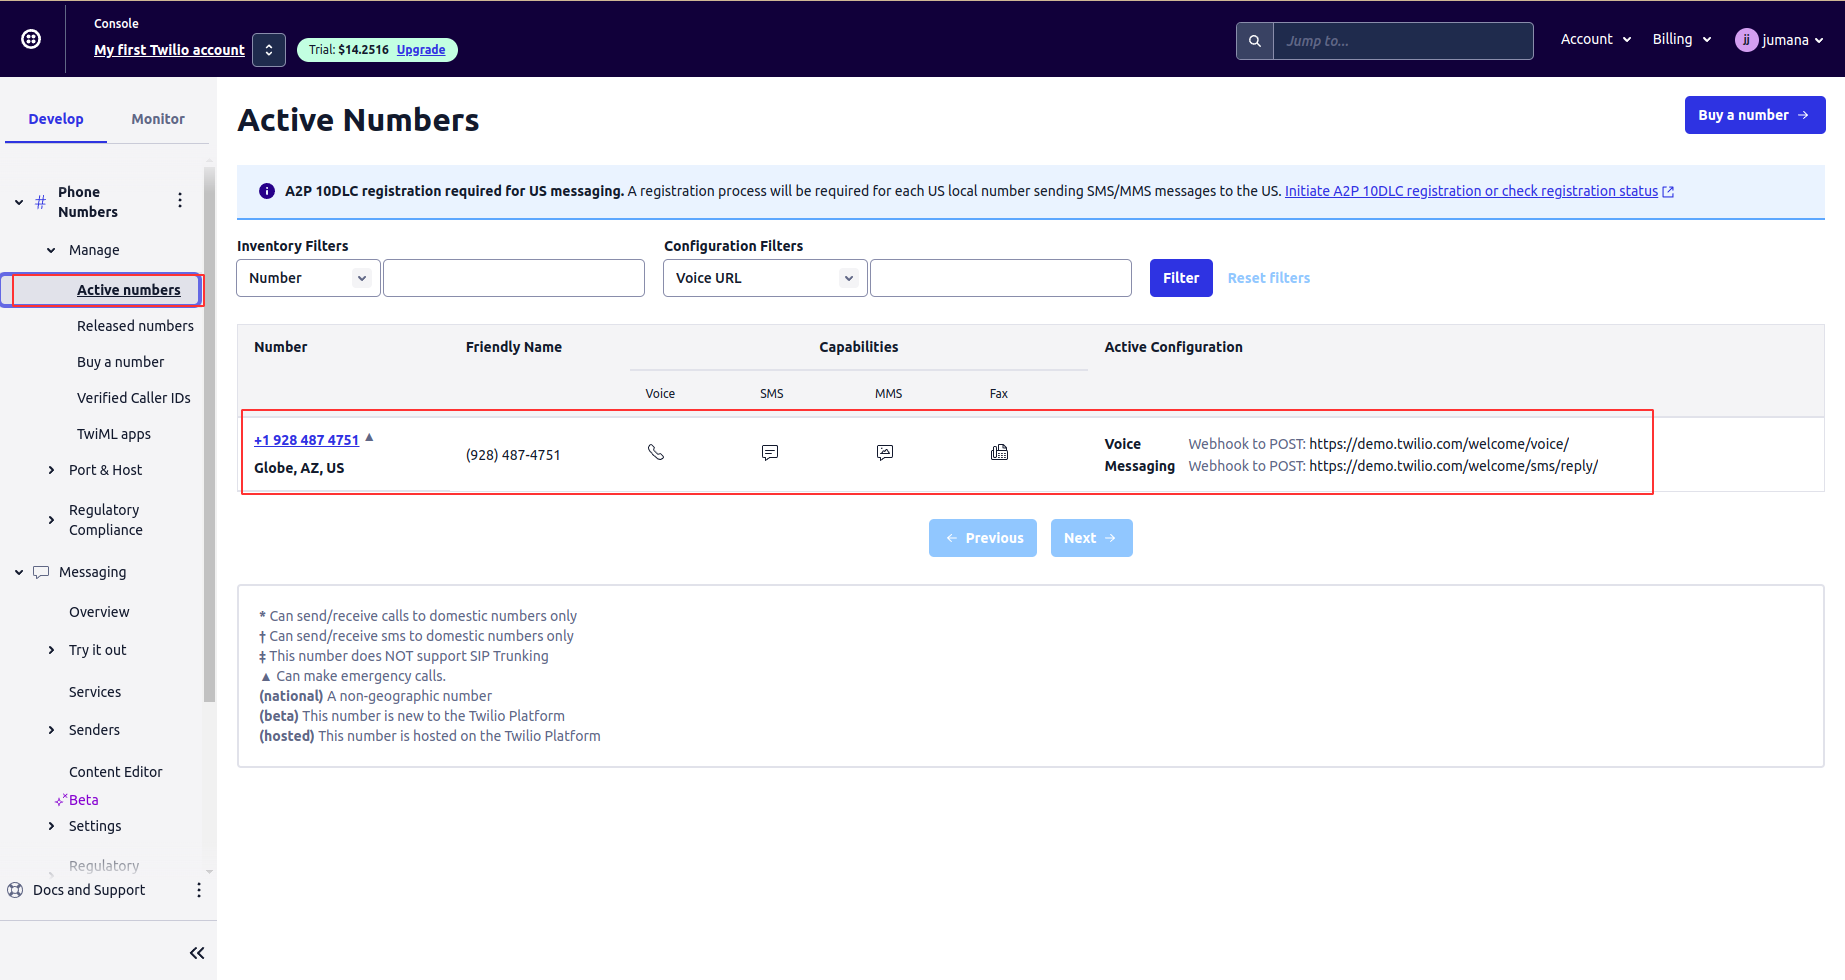 Console
My first Twilio account
Trial: $14.2516 Upgrade
Jump to...
Account
Billing
jj jumana
Develop
Monitor
# Phone Numbers
Manage
Active numbers
Released numbers
Buy a number
Verified Caller IDs
TwiML apps
Port & Host
Regulatory
Compliance
Messaging
Overview
Try it out
Services
Senders
Content Editor
Beta
Settings
Regulatory
Docs and Support
Active Numbers
Buy a number →
A2P 10DLC registration required for US messaging. A registration process will be required for each US local number sending SMS/MMS messages to the US. Initiate A2P 10DLC registration or check registration status
Inventory Filters
Configuration Filters
Number
Voice URL
Filter
Reset filters
Number
Friendly Name
Capabilities
Active Configuration
Voice
SMS
MMS
Fax
+1 928 487 4751 ▲
Globe, AZ, US
(928) 487-4751
Voice Webhook to POST: https://demo.twilio.com/welcome/voice/
Messaging Webhook to POST: https://demo.twilio.com/welcome/sms/reply/
← Previous
Next →
* Can send/receive calls to domestic numbers only
† Can send/receive sms to domestic numbers only
‡ This number does NOT support SIP Trunking
▲ Can make emergency calls.
(national) A non-geographic number
(beta) This number is new to the Twilio Platform
(hosted) This number is hosted on the Twilio Platform